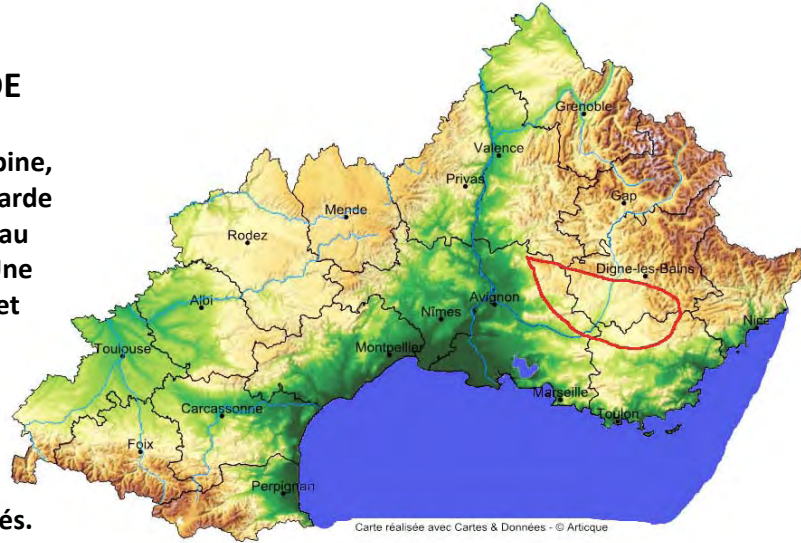 DE
pine,
arde
au
Une
et
és.
Grenoble
Valence
Privas
Gap
Mende
Rodez
Digne-les-Bains
Albi
Avignon
Nîmes
Nice
Toulouse
Montpellier
Marseille
Carcassonne
Toulon
Foix
Perpignan
Carte réalisée avec Cartes & Données - © Articque